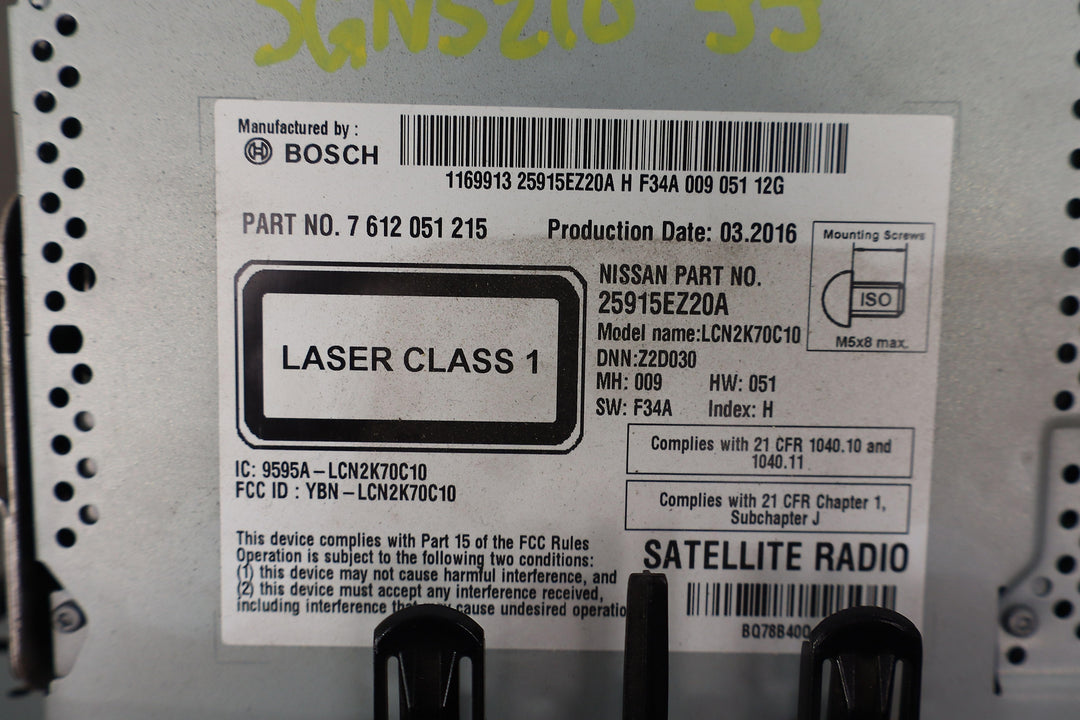 Manufactured by :
BOSCH
1169913 25915EZ20A H F34A 009 051 12G
PART NO. 7 612 051 215
Production Date: 03.2016
Mounting Screws
ISO
M5x8 max.
LASER CLASS 1
NISSAN PART NO.
25915EZ20A
Model name:LCN2K70C10
DNN:Z2D030
MH: 009 HW: 051
SW: F34A Index: H
Complies with 21 CFR 1040.10 and
1040.11
IC: 9595A-LCN2K70C10
FCC ID : YBN-LCN2K70C10
Complies with 21 CFR Chapter 1,
Subchapter J
This device complies with Part 15 of the FCC Rules
Operation is subject to the following two conditions:
(1) this device may not cause harmful interference, and
(2) this device must accept any interference received,
including interference cause undesired
SATELLITE RADIO